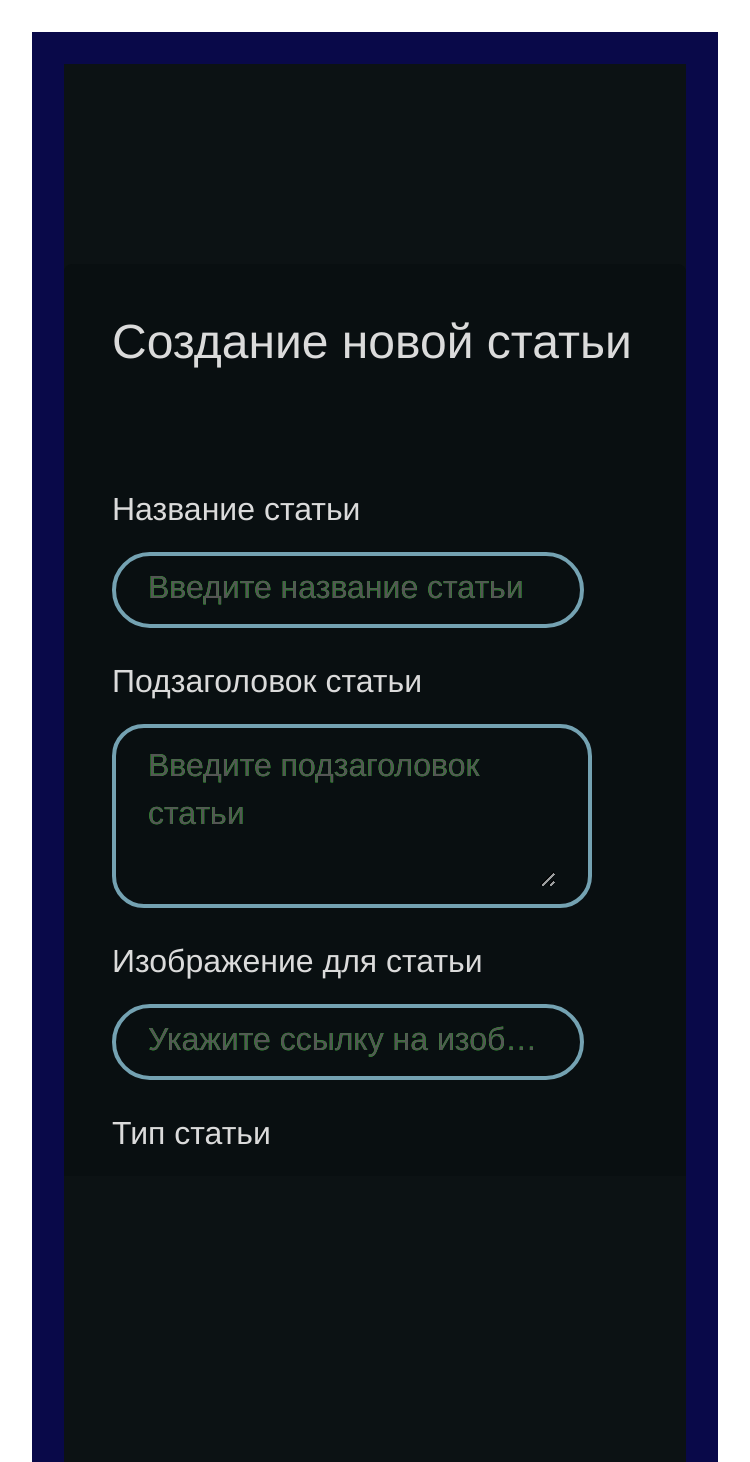 Создание новой статьи
Название статьи
Введите название статьи
Подзаголовок статьи
Введите подзаголовок
статьи
Изображение для статьи
Укажите ссылку на изоб…
Тип статьи